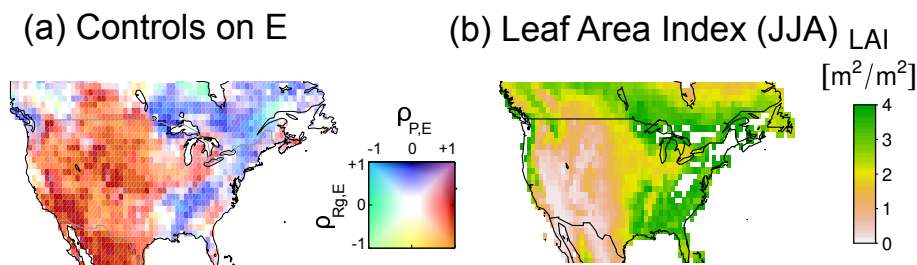 (a) Controls on E
(b) Leaf Area Index (JJA)
LAI
[m²/m²]
ρP,E
-1 0 +1
+1
0
-1
ρRg,E
4
3
2
1
0